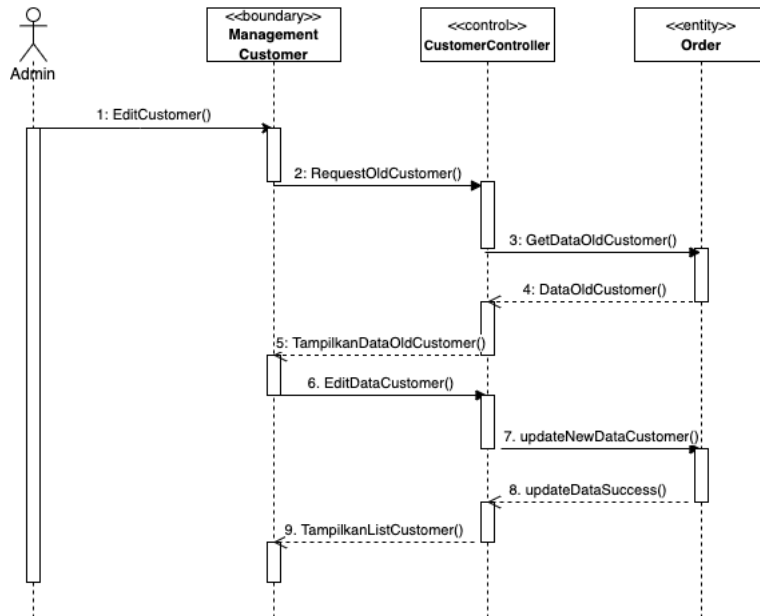 <<boundary>>
Management
Customer
<<control>>
CustomerController
<<entity>>
Order
Admin
1: EditCustomer()
2: RequestOldCustomer()
3: GetDataOldCustomer()
4: DataOldCustomer()
5: TampilkanDataOldCustomer()
6. EditDataCustomer()
7. updateNewDataCustomer()
8. updateDataSuccess()
9. TampilkanListCustomer()